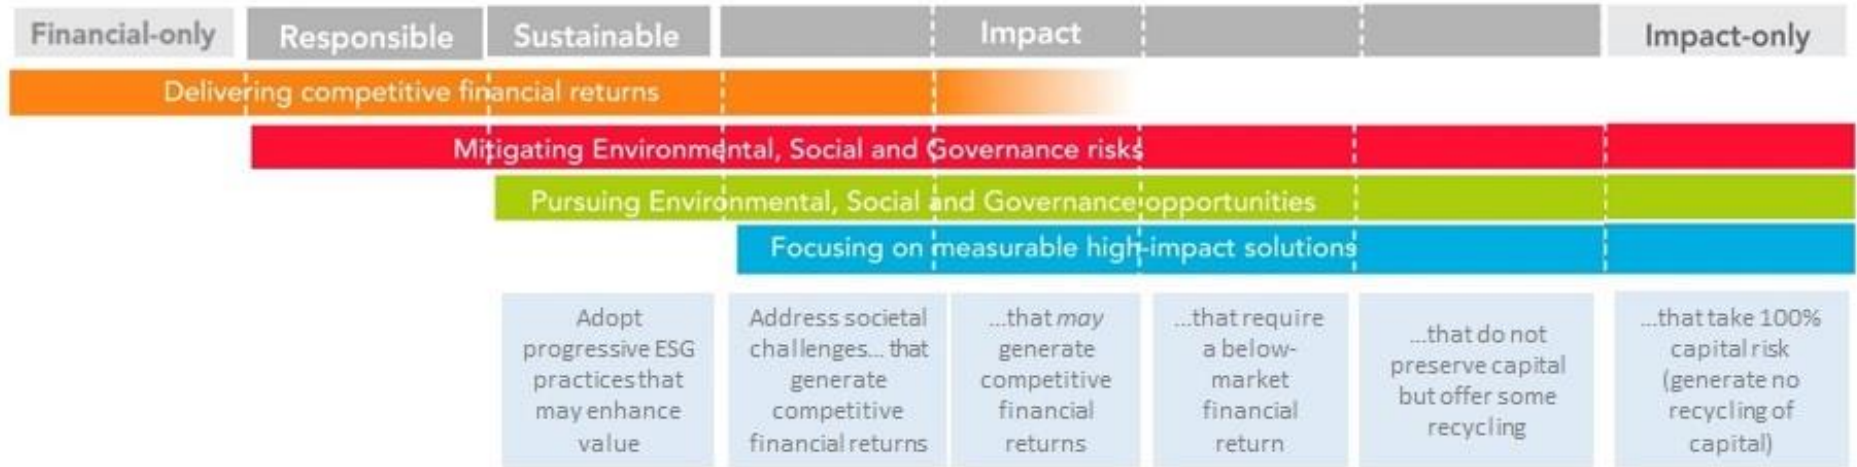 Financial-only
Responsible
Sustainable
Impact
Impact-only
Delivering competitive financial returns
Mitigating Environmental, Social and Governance risks
Pursuing Environmental, Social and Governance opportunities
Focusing on measurable high-impact solutions
Adopt
progressive ESG
practices that
may enhance
value
Address societal
challenges... that
generate
competitive
financial returns
...that may
generate
competitive
financial
returns
...that require
a below-
market
financial
return
...that do not
preserve capital
but offer some
recycling
...that take 100%
capital risk
(generate no
recycling of
capital)